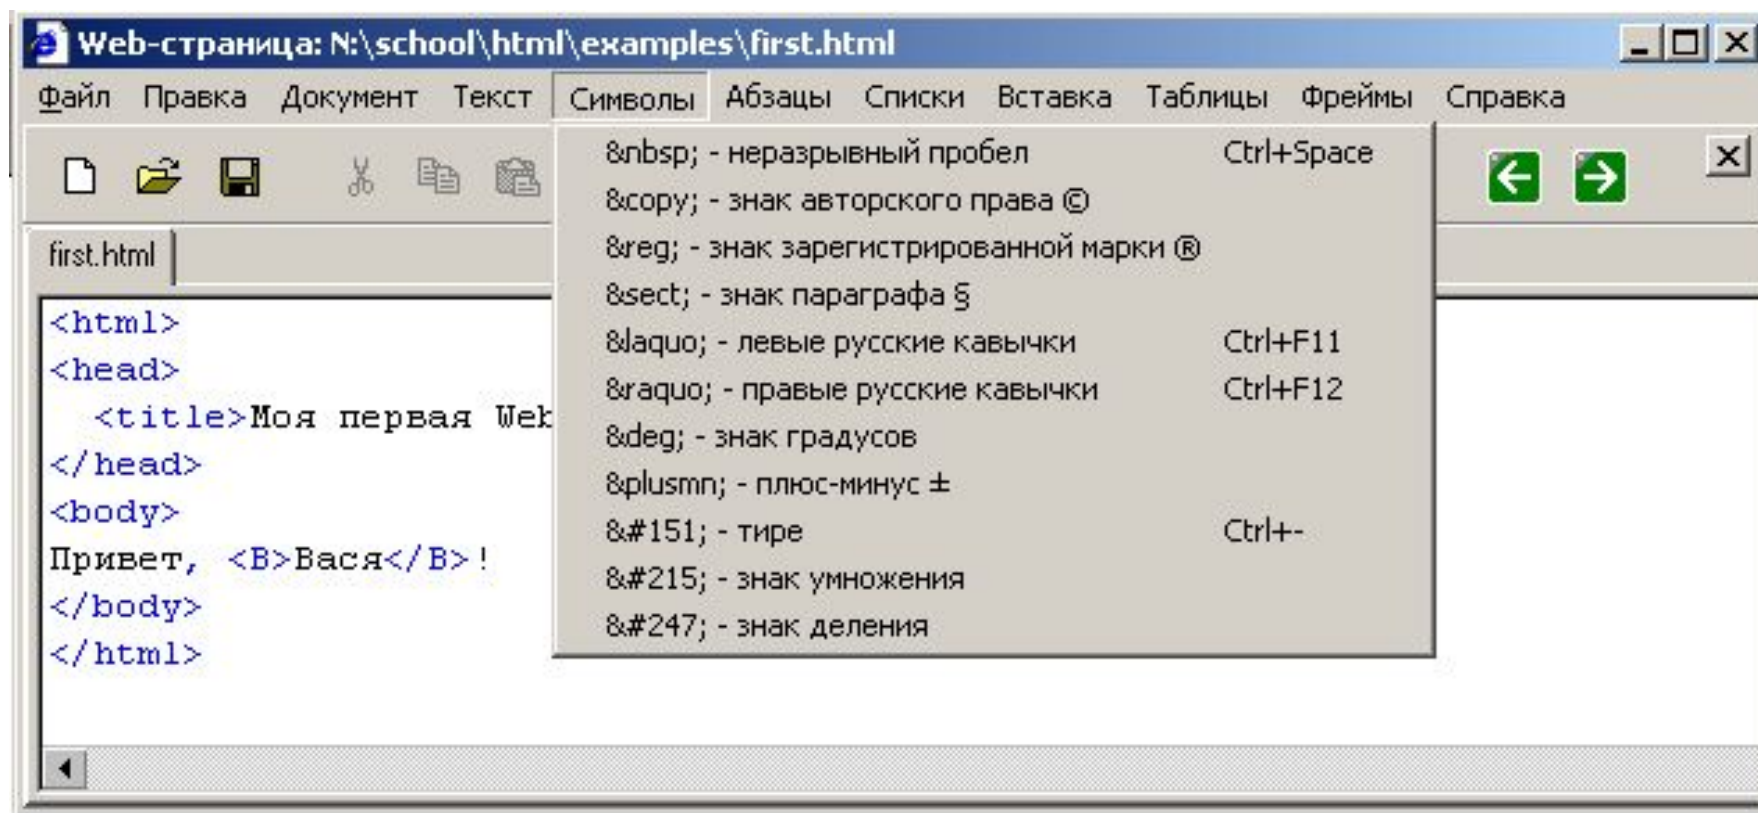 Web-страница: N:\school\html\examples\first.html
Файл Правка Документ Текст Символы Абзацы Списки Вставка Таблицы Фреймы Справка
&nbsp; - неразрывный пробел Ctrl+Space
&copy; - знак авторского права ©
&reg; - знак зарегистрированной марки ®
&sect; - знак параграфа §
&laquo; - левые русские кавычки Ctrl+F11
&raquo; - правые русские кавычки Ctrl+F12
&deg; - знак градусов
&plusmn; - плюс-минус ±
&#151; - тире Ctrl+-
&#215; - знак умножения
&#247; - знак деления
first.html
<html>
<head>
<title>Моя первая Web
</head>
<body>
Привет, <B>Вася</B>!
</body>
</html>